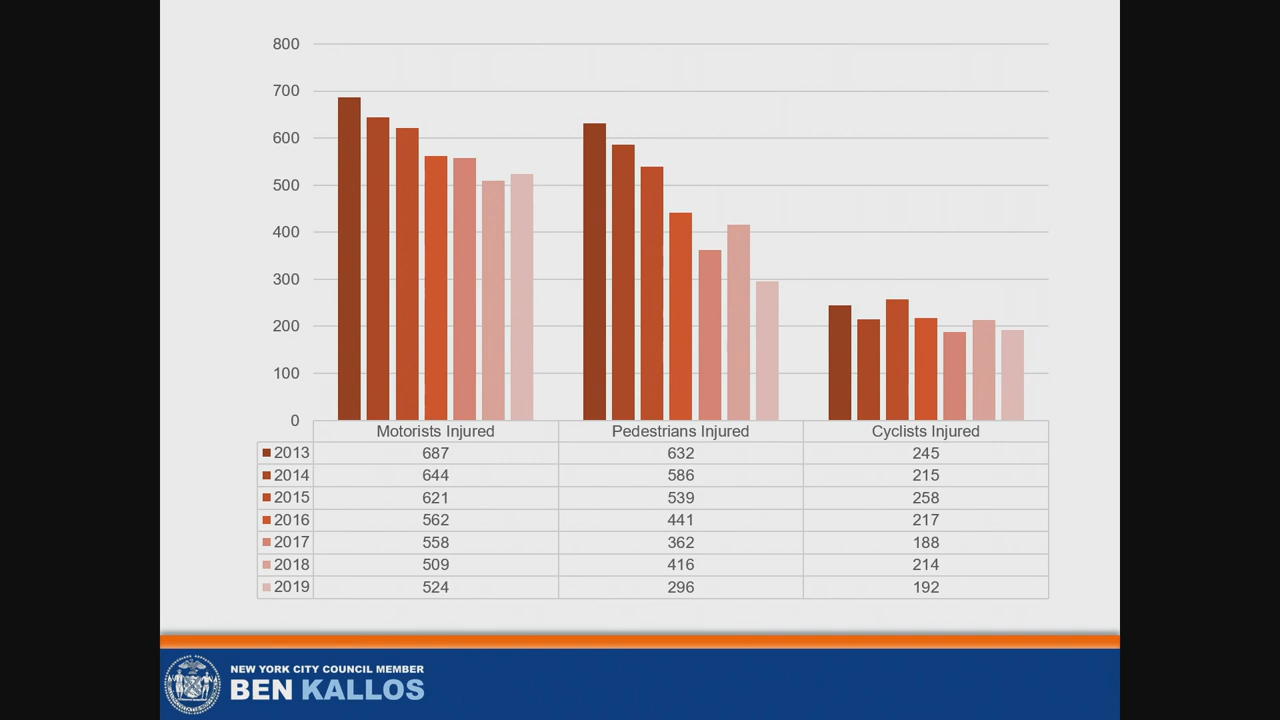 800
700
600
500
400
300
200
100
0
Motorists Injured Pedestrians Injured Cyclists Injured
2013 687 632 245
2014 644 586 215
2015 621 539 258
2016 562 441 217
2017 558 362 188
2018 509 416 214
2019 524 296 192
NEW YORK CITY COUNCIL MEMBER
BEN KALLOS